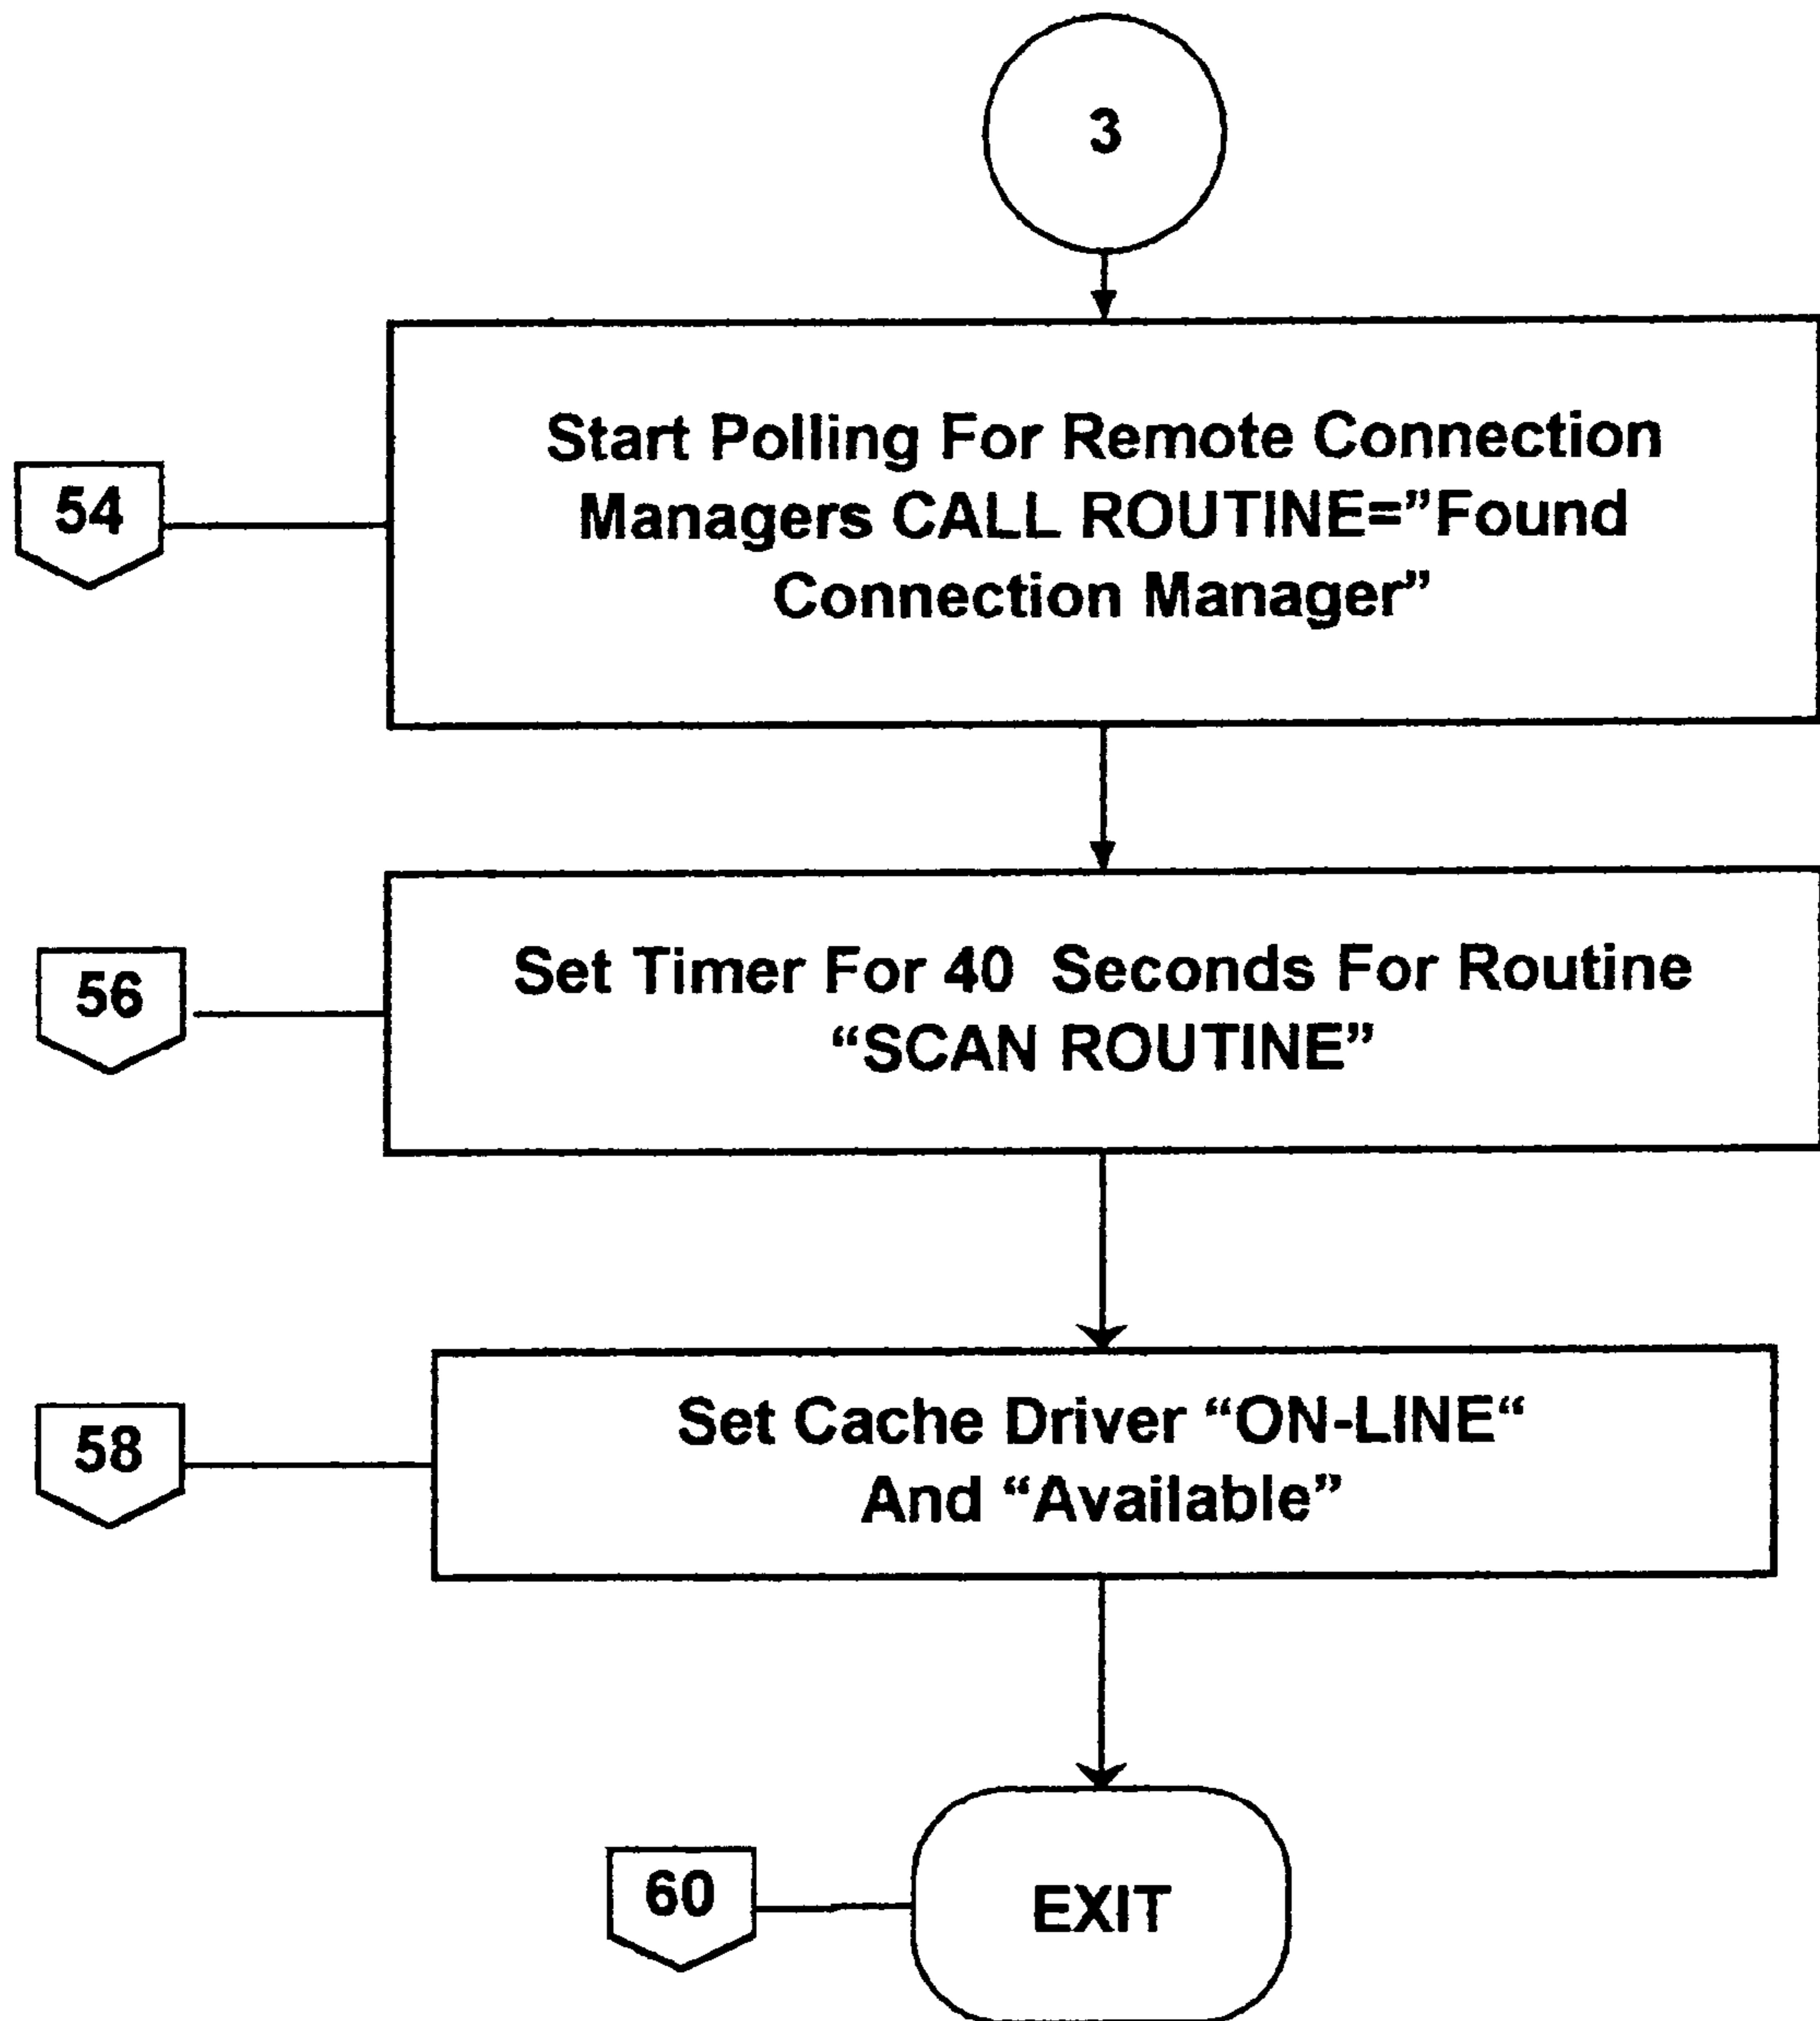 3
54
Start Polling For Remote Connection
Managers CALL ROUTINE=”Found
Connection Manager”
56
Set Timer For 40 Seconds For Routine
“SCAN ROUTINE”
58
Set Cache Driver “ON-LINE“
And “Available”
60
EXIT